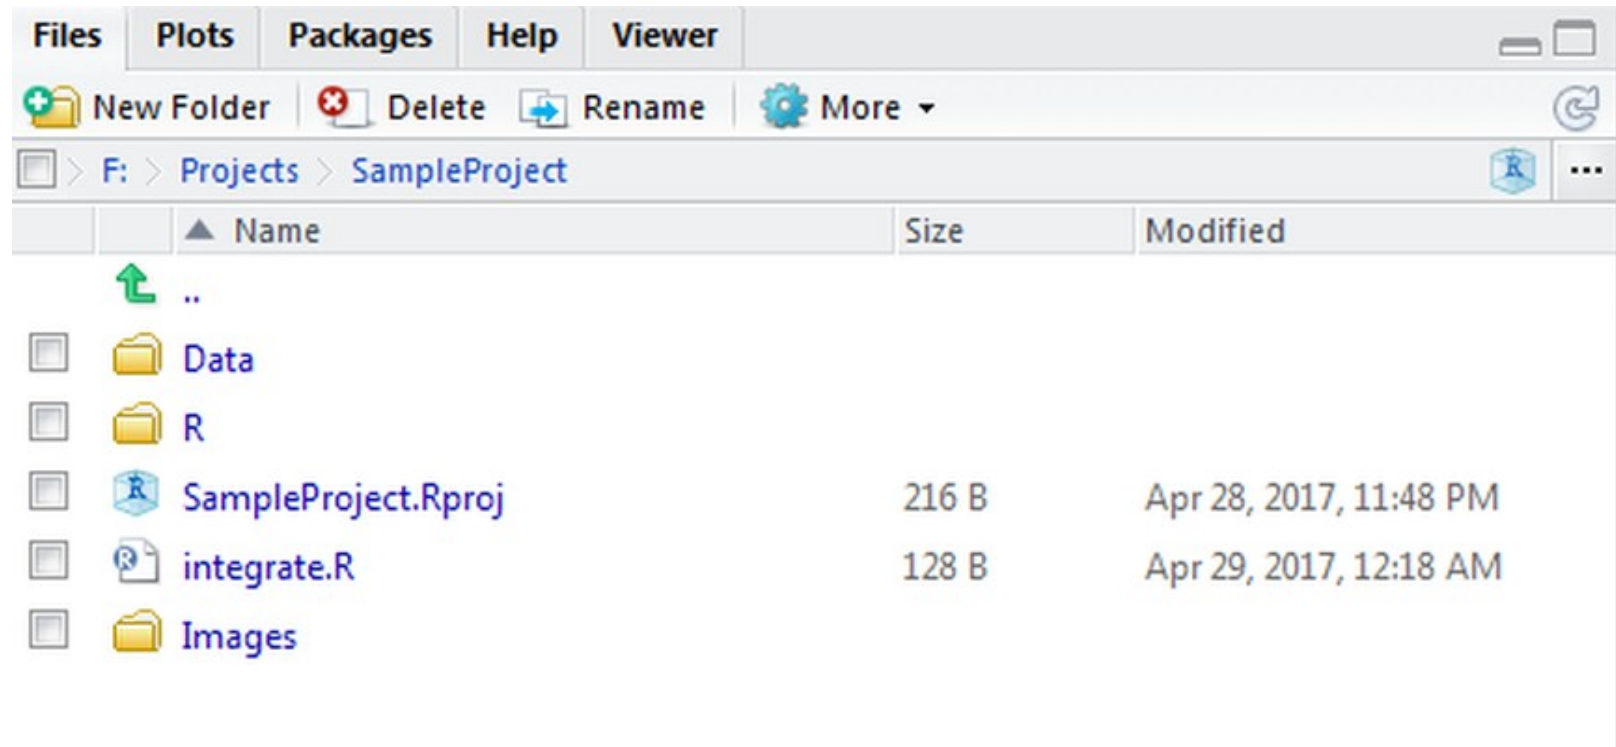 Files Plots Packages Help Viewer
New Folder Delete Rename More
F: Projects SampleProject R ...
Name Size Modified
..
Data
R
R SampleProject.Rproj 216 B Apr 28, 2017, 11:48 PM
R integrate.R 128 B Apr 29, 2017, 12:18 AM
Images